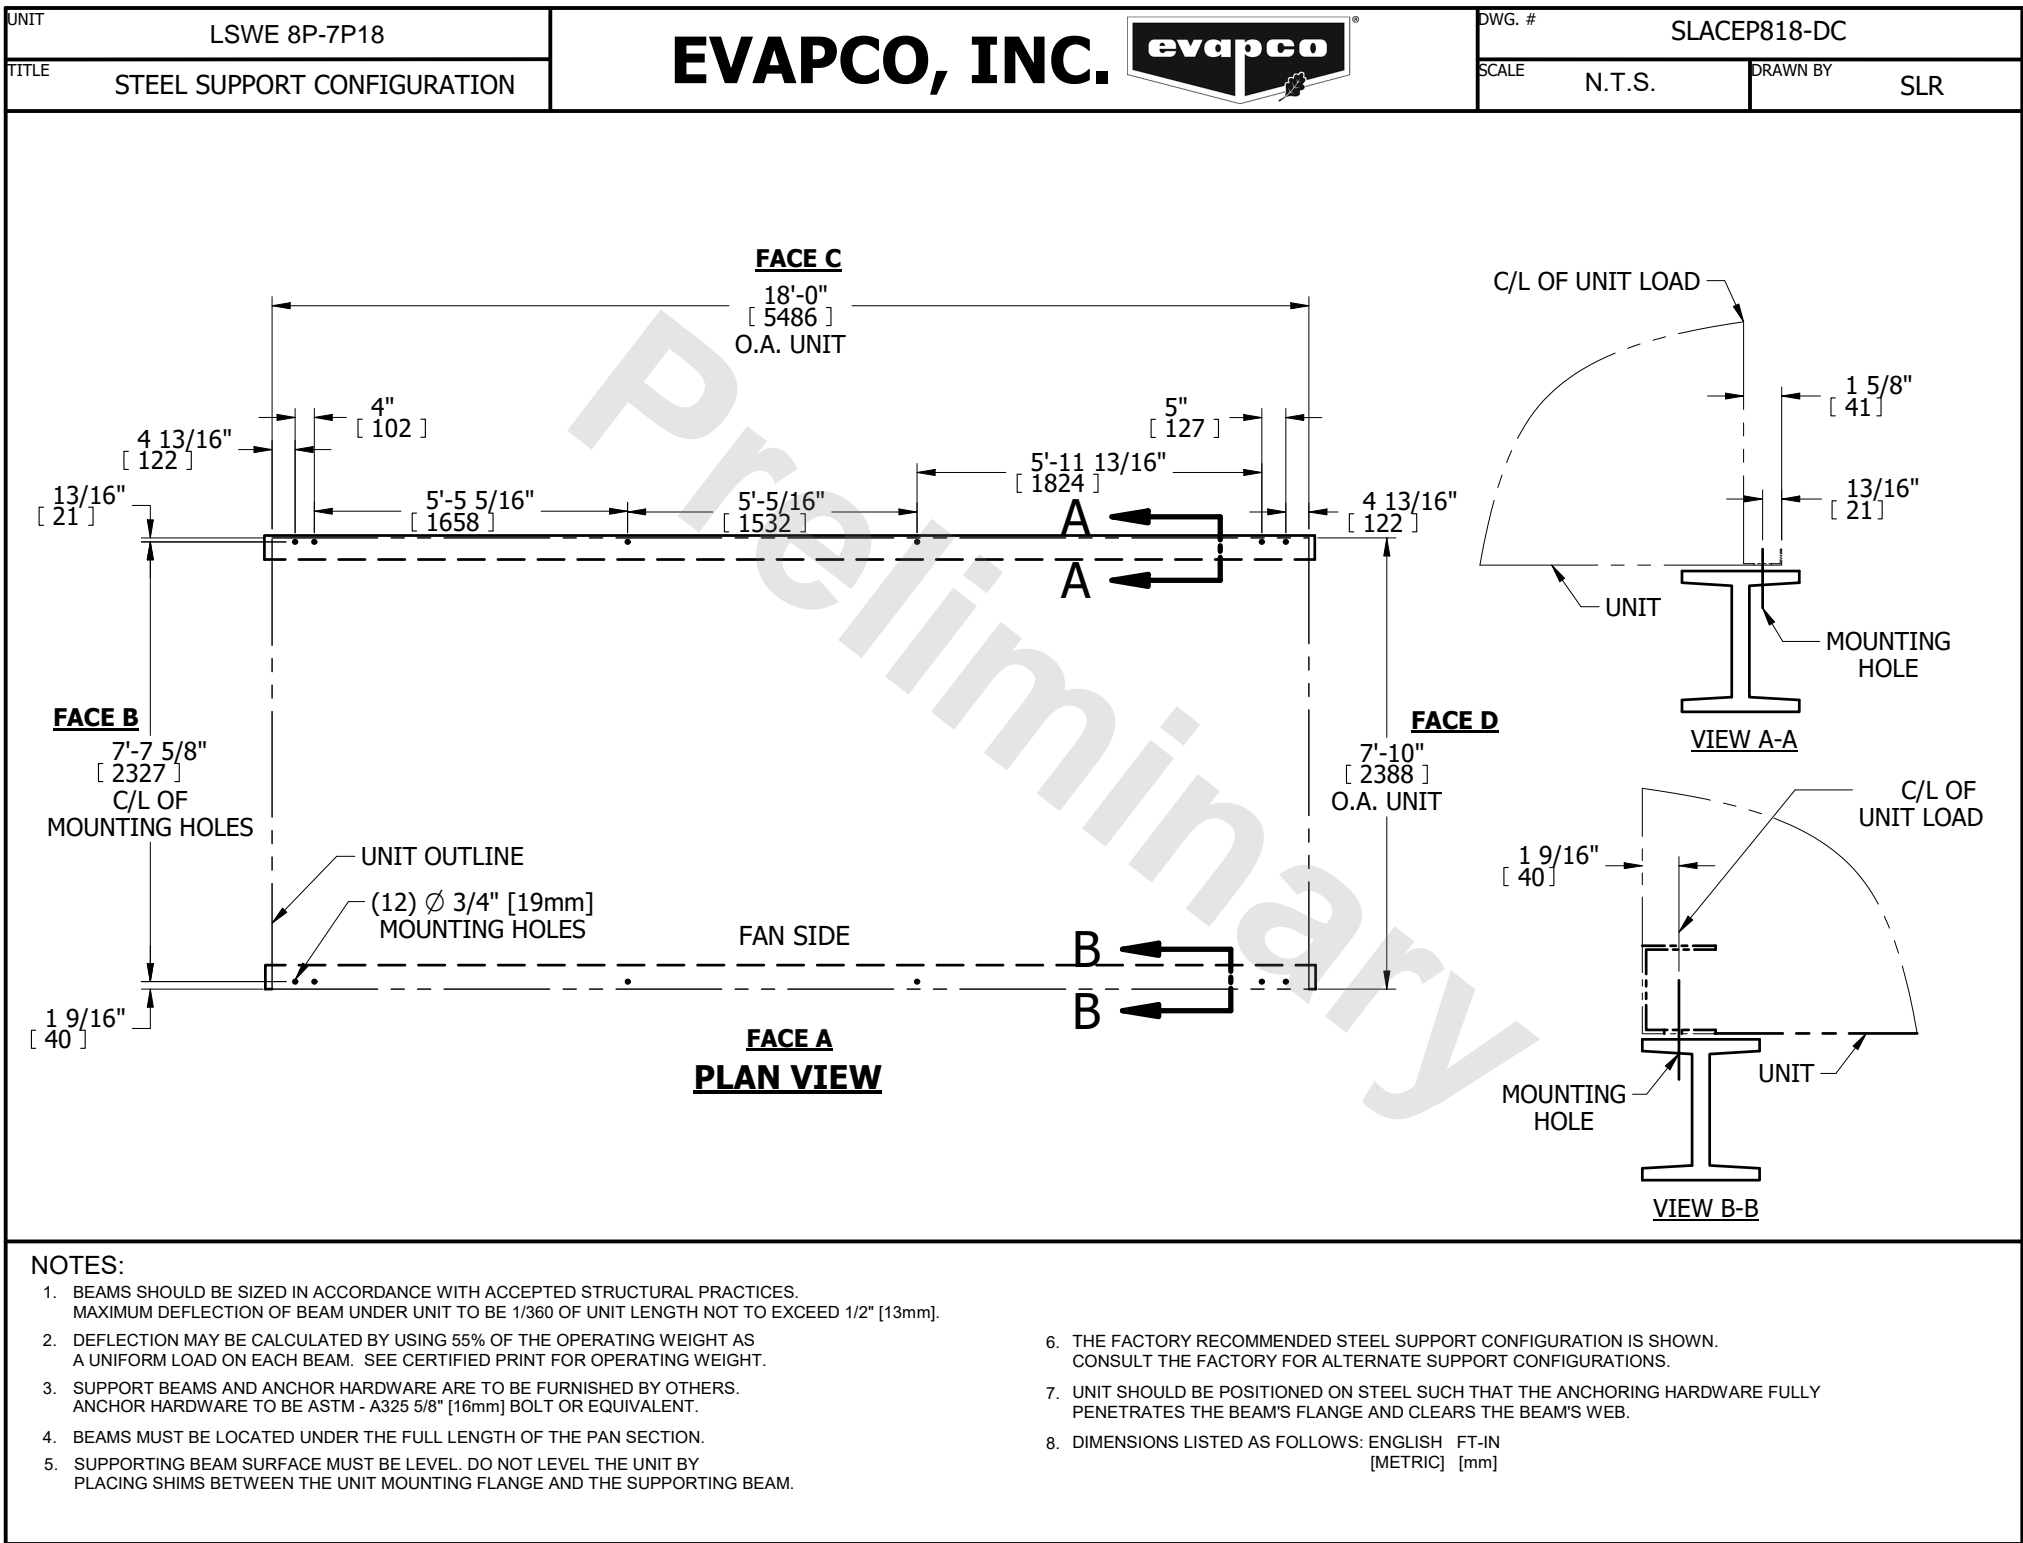 UNIT
LSWE 8P-7P18
TITLE
STEEL SUPPORT CONFIGURATION
EVAPCO, INC.
evapco
®
DWG. #
SLACEP818-DC
SCALE
N.T.S.
DRAWN BY
SLR
FACE C
18'-0"
[ 5486 ]
O.A. UNIT
4"
[ 102 ]
4 13/16"
[ 122 ]
13/16"
[ 21 ]
5'-5 5/16"
[ 1658 ]
5'-5/16"
[ 1532 ]
5'-11 13/16"
[ 1824 ]
5"
[ 127 ]
4 13/16"
[ 122 ]
A
A
FACE B
7'-7 5/8"
[ 2327 ]
C/L OF
MOUNTING HOLES
FACE D
7'-10"
[ 2388 ]
O.A. UNIT
UNIT OUTLINE
(12) Ø 3/4" [19mm]
MOUNTING HOLES
FAN SIDE
B
B
1 9/16"
[ 40 ]
FACE A
PLAN VIEW
Preliminary
C/L OF UNIT LOAD
1 5/8"
[ 41 ]
13/16"
[ 21 ]
UNIT
MOUNTING
HOLE
VIEW A-A
C/L OF
UNIT LOAD
1 9/16"
[ 40 ]
UNIT
MOUNTING
HOLE
VIEW B-B
NOTES:
1. BEAMS SHOULD BE SIZED IN ACCORDANCE WITH ACCEPTED STRUCTURAL PRACTICES.
MAXIMUM DEFLECTION OF BEAM UNDER UNIT TO BE 1/360 OF UNIT LENGTH NOT TO EXCEED 1/2" [13mm].
2. DEFLECTION MAY BE CALCULATED BY USING 55% OF THE OPERATING WEIGHT AS
A UNIFORM LOAD ON EACH BEAM. SEE CERTIFIED PRINT FOR OPERATING WEIGHT.
3. SUPPORT BEAMS AND ANCHOR HARDWARE ARE TO BE FURNISHED BY OTHERS.
ANCHOR HARDWARE TO BE ASTM - A325 5/8" [16mm] BOLT OR EQUIVALENT.
4. BEAMS MUST BE LOCATED UNDER THE FULL LENGTH OF THE PAN SECTION.
5. SUPPORTING BEAM SURFACE MUST BE LEVEL. DO NOT LEVEL THE UNIT BY
PLACING SHIMS BETWEEN THE UNIT MOUNTING FLANGE AND THE SUPPORTING BEAM.
6. THE FACTORY RECOMMENDED STEEL SUPPORT CONFIGURATION IS SHOWN.
CONSULT THE FACTORY FOR ALTERNATE SUPPORT CONFIGURATIONS.
7. UNIT SHOULD BE POSITIONED ON STEEL SUCH THAT THE ANCHORING HARDWARE FULLY
PENETRATES THE BEAM'S FLANGE AND CLEARS THE BEAM'S WEB.
8. DIMENSIONS LISTED AS FOLLOWS: ENGLISH FT-IN
[METRIC] [mm]